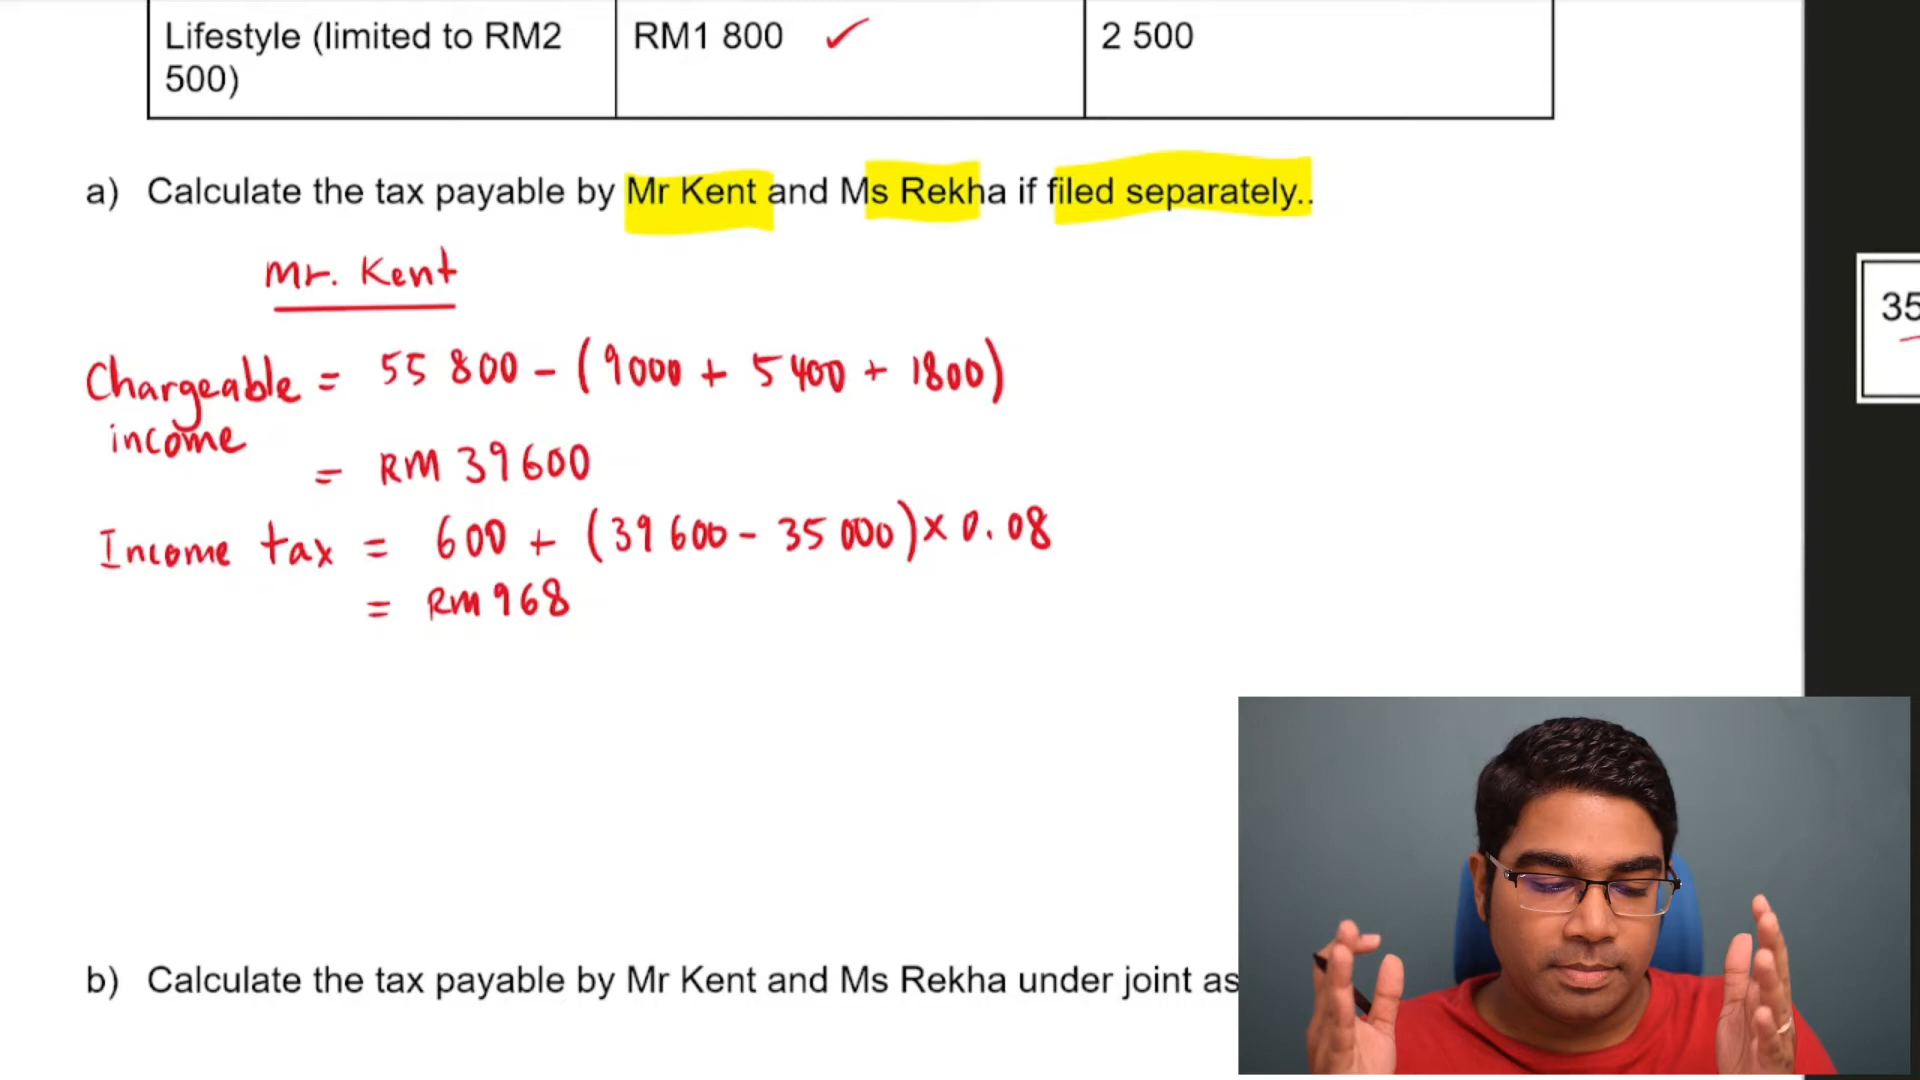 Lifestyle (limited to RM2 500)
RM1 800
2 500
a) Calculate the tax payable by Mr Kent and Ms Rekha if filed separately..
Mr. Kent
Chargeable income = 55 800 - (9000 + 5400 + 1800)
= RM 39600
Income tax = 600 + (39 600 - 35 000) × 0.08
= RM 968
b) Calculate the tax payable by Mr Kent and Ms Rekha under joint as
35